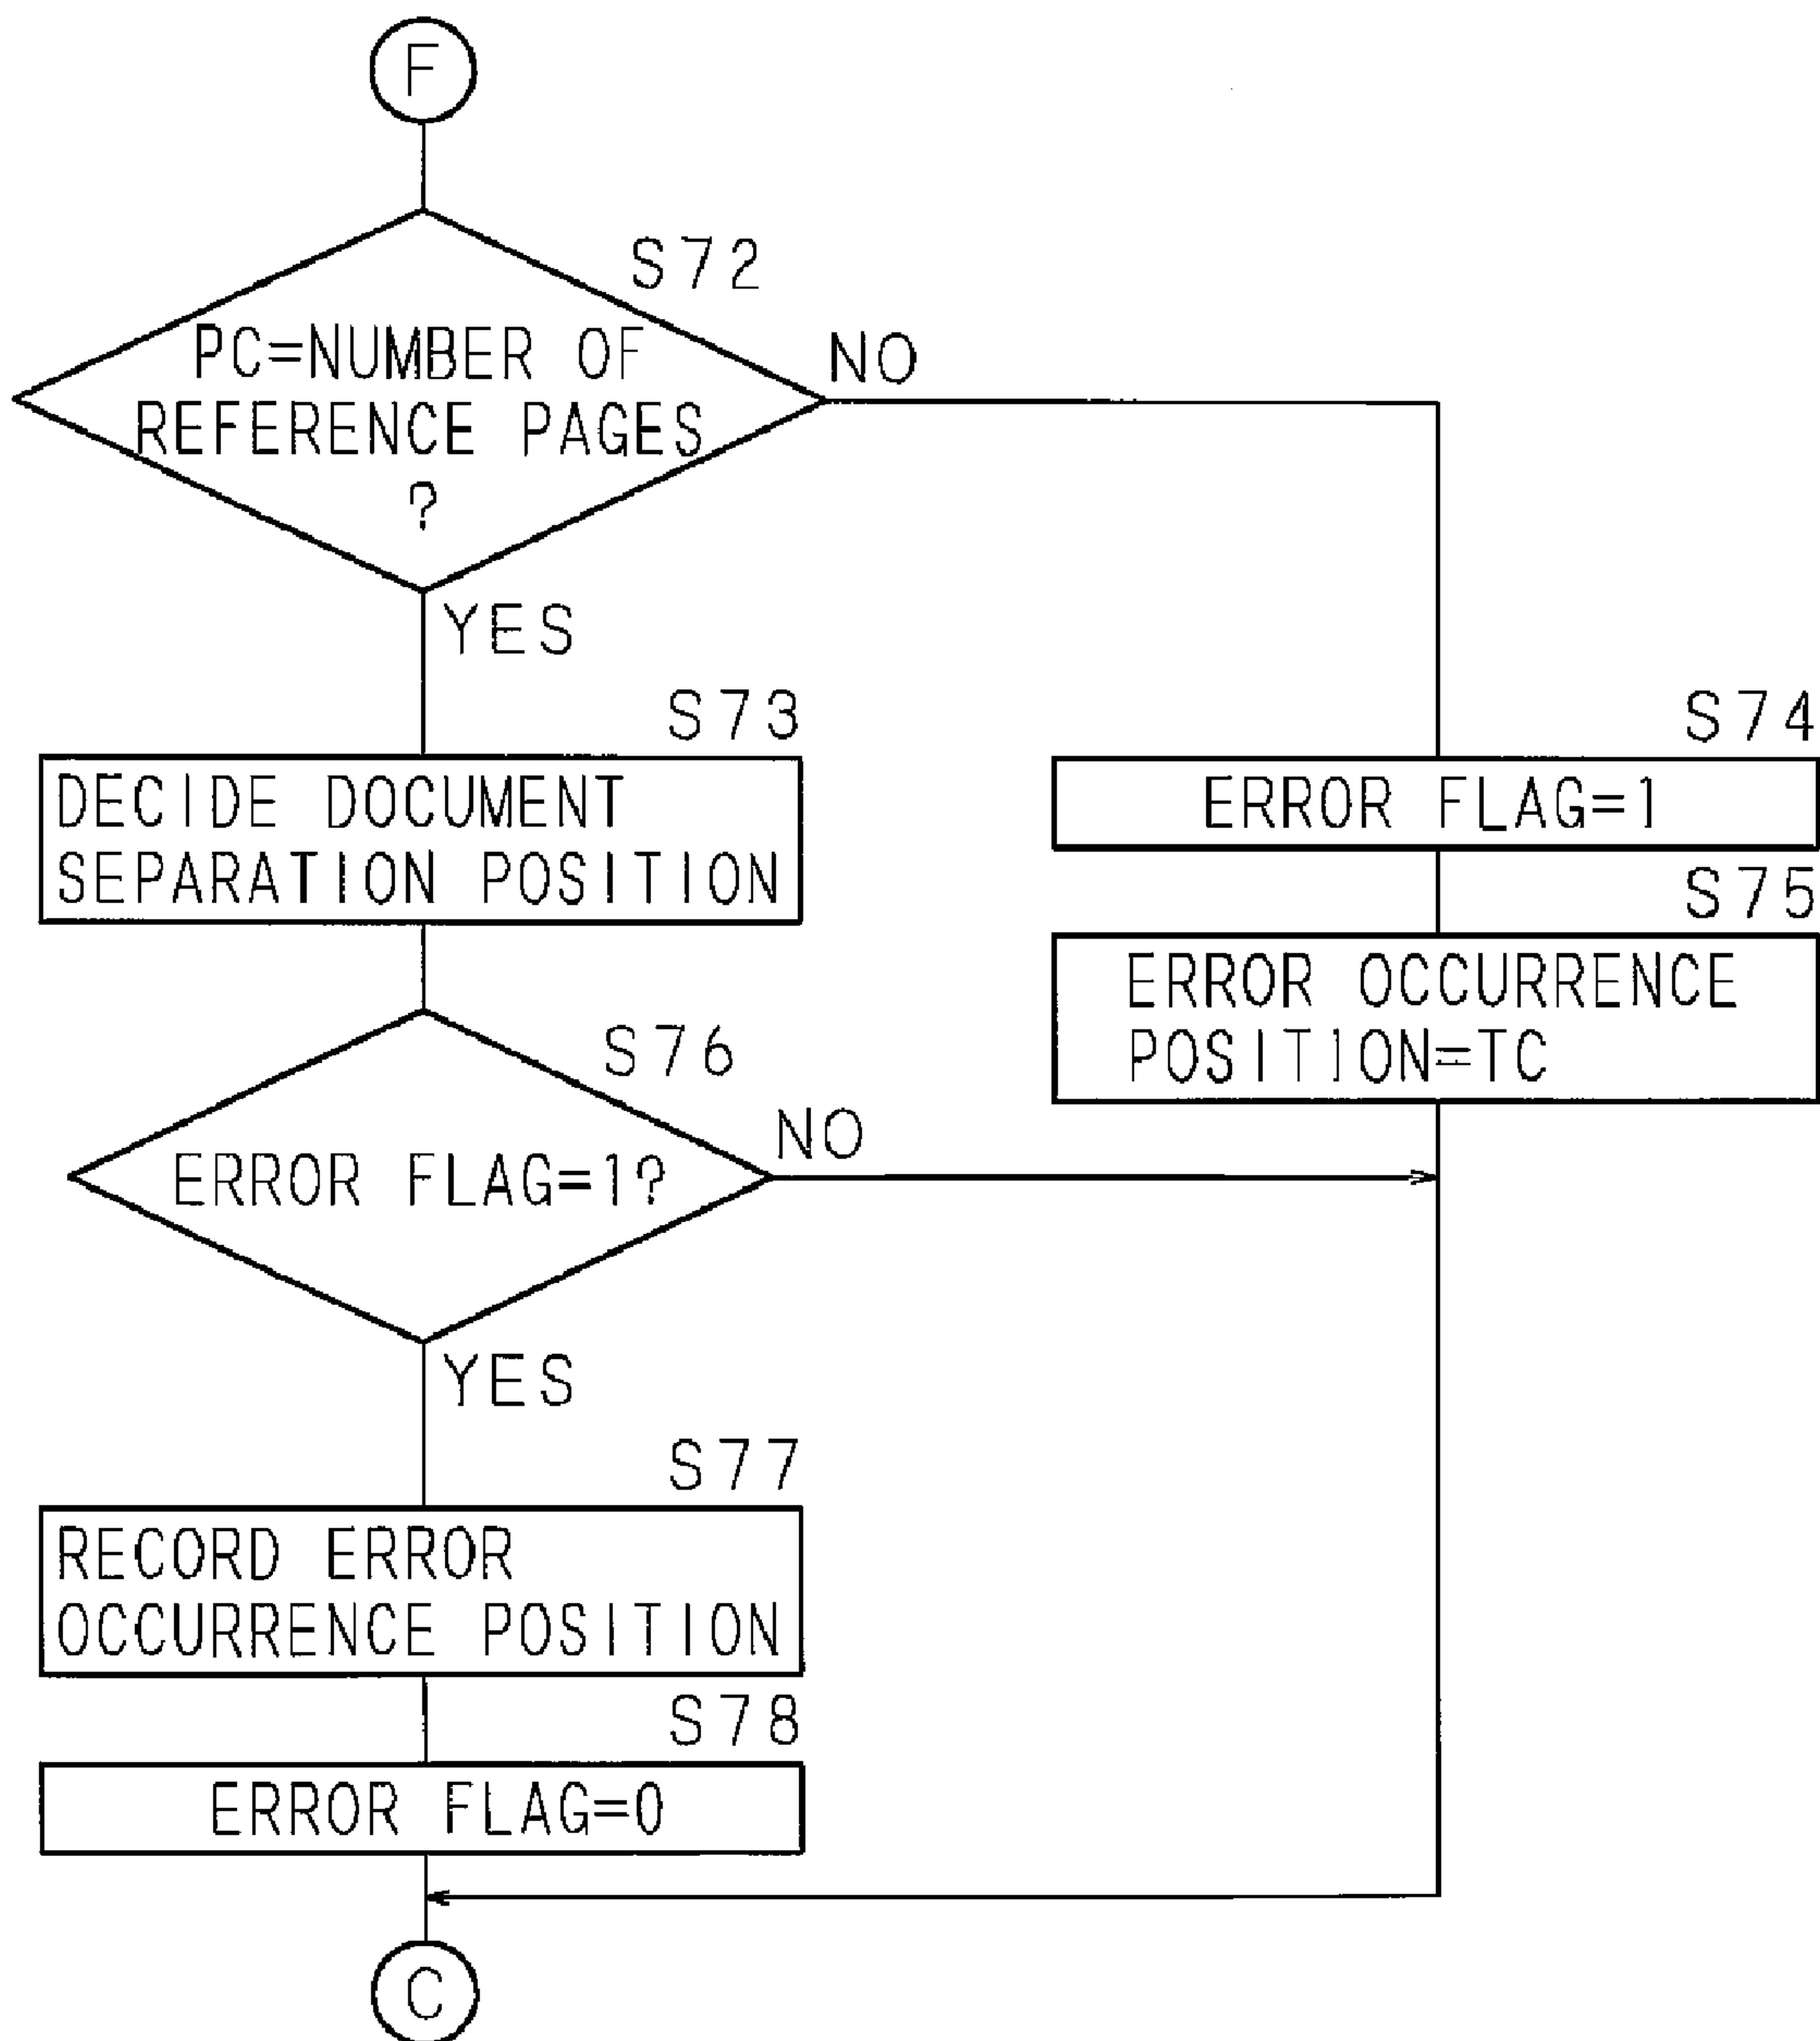 F
S72
PC=NUMBER OF
REFERENCE PAGES
?
NO
YES
S73
DECIDE DOCUMENT
SEPARATION POSITION
S74
ERROR FLAG=1
S75
ERROR OCCURRENCE
POSITION=TC
S76
ERROR FLAG=1?
NO
YES
S77
RECORD ERROR
OCCURRENCE POSITION
S78
ERROR FLAG=0
C